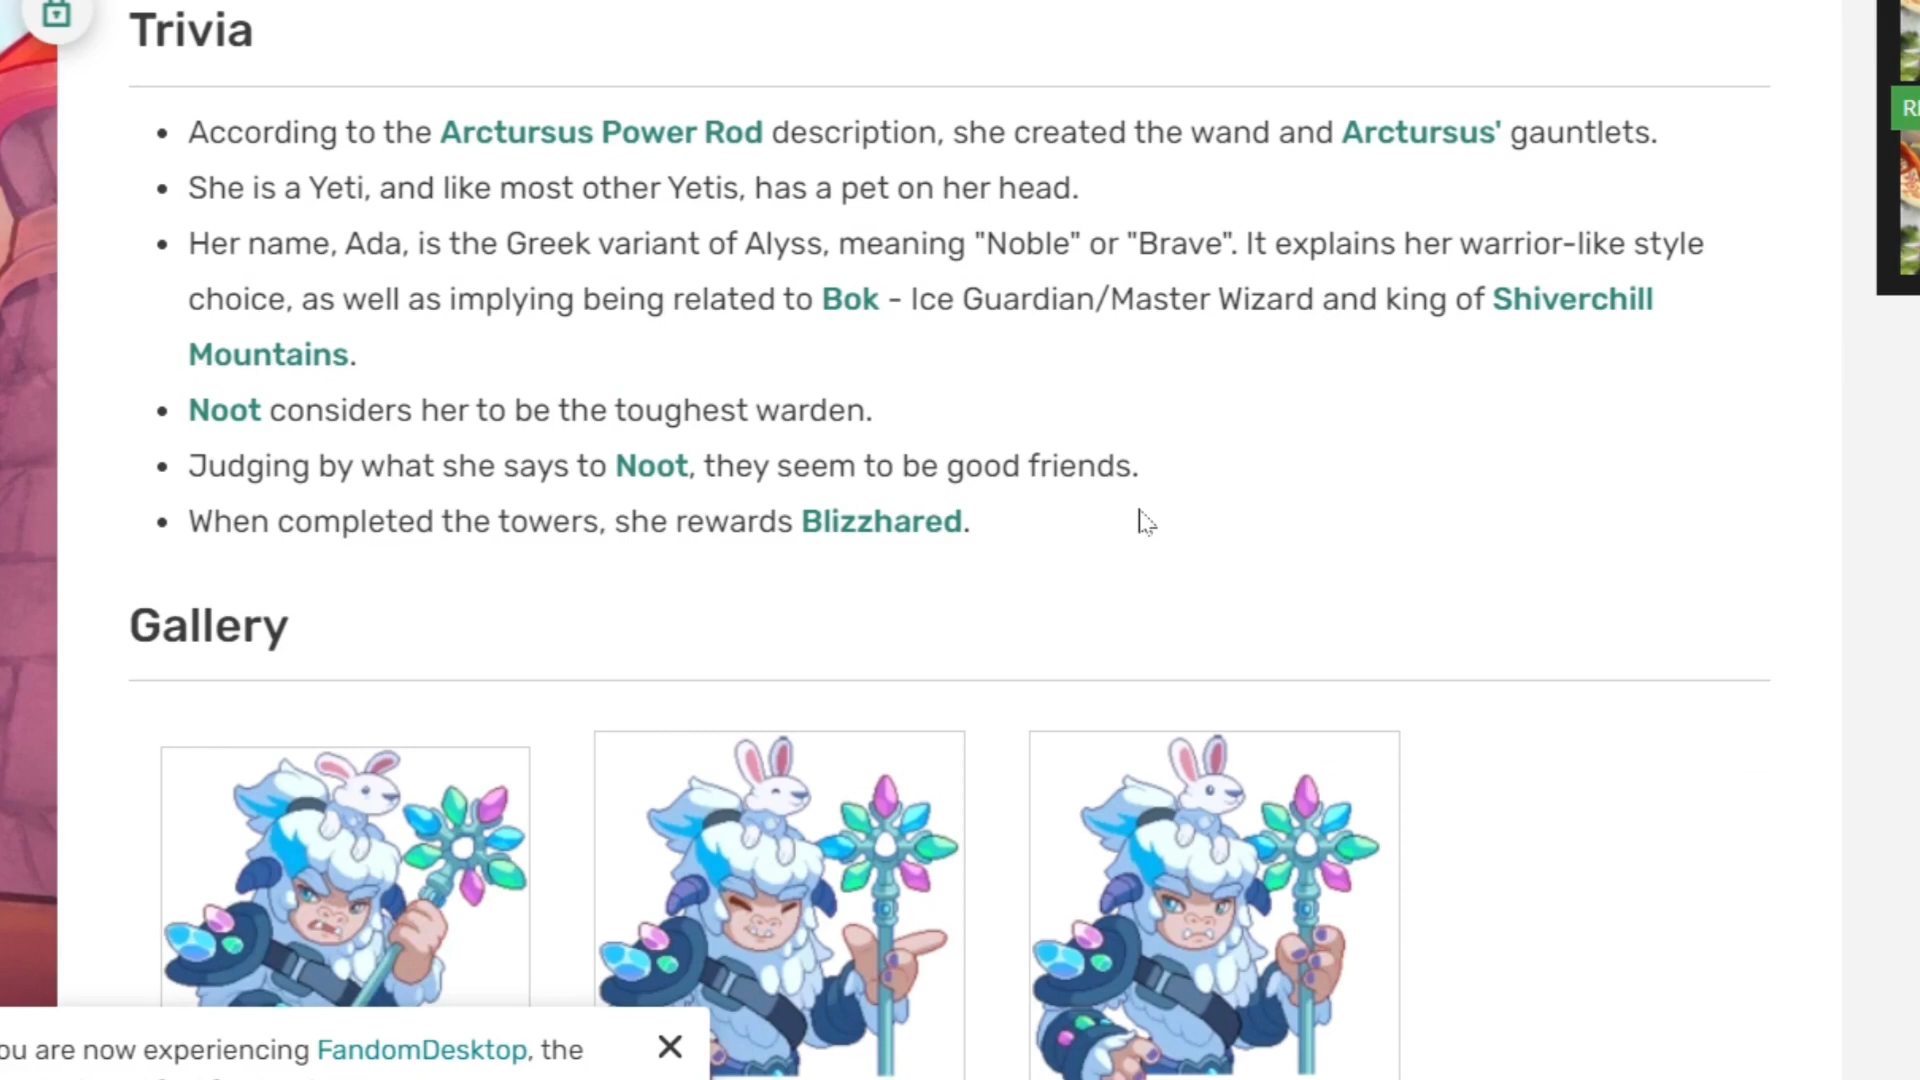 Trivia
According to the Arctursus Power Rod description, she created the wand and Arctursus' gauntlets.
She is a Yeti, and like most other Yetis, has a pet on her head.
Her name, Ada, is the Greek variant of Alyss, meaning "Noble" or "Brave". It explains her warrior-like style
choice, as well as implying being related to Bok - Ice Guardian/Master Wizard and king of Shiverchill
Mountains.
Noot considers her to be the toughest warden.
Judging by what she says to Noot, they seem to be good friends.
When completed the towers, she rewards Blizzhared.
Gallery
ou are now experiencing FandomDesktop, the